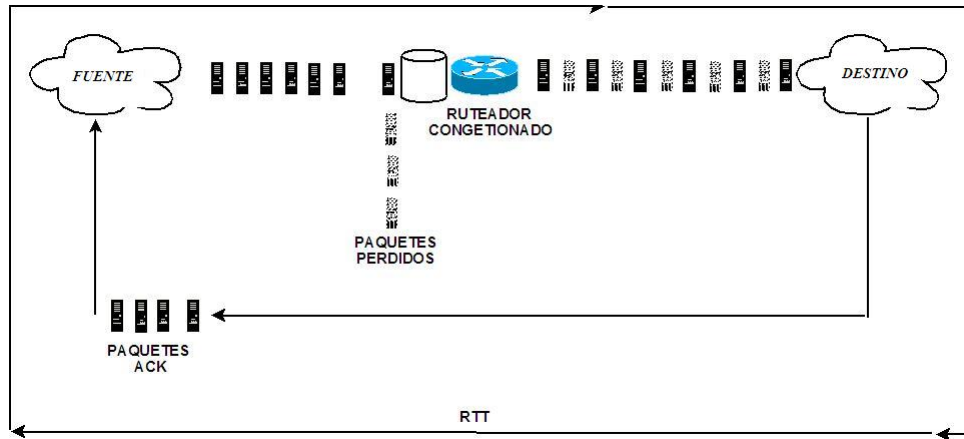 FUENTE
DESTINO
RUTEADOR
CONGETIONADO
PAQUETES
PERDIDOS
PAQUETES
ACK
RTT